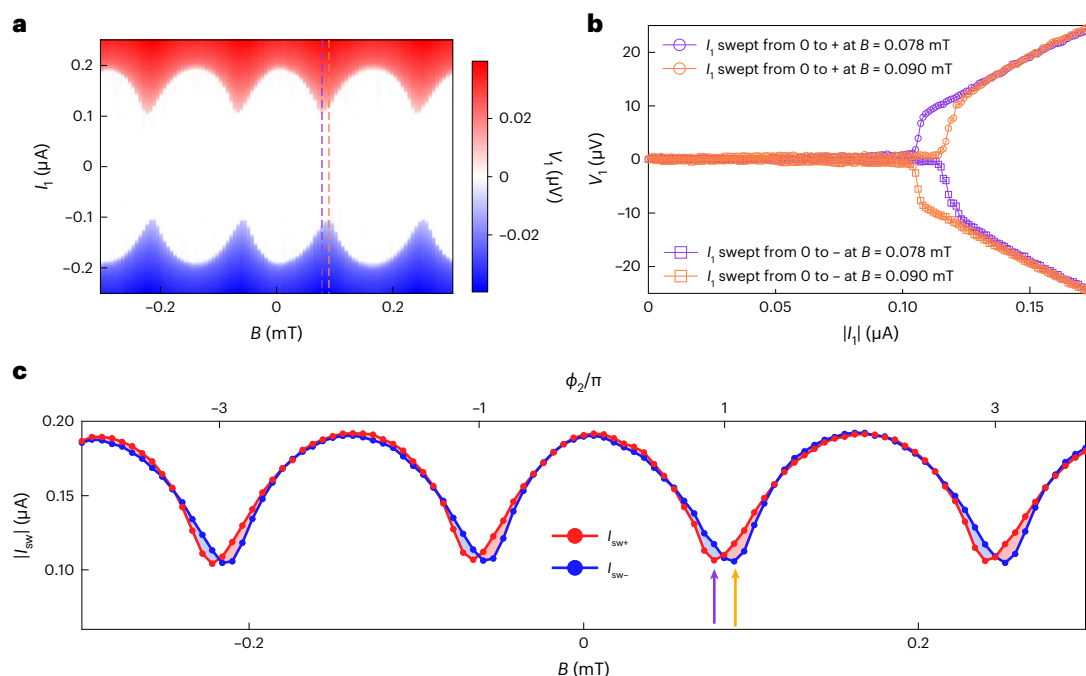 a
0.2
0.1
0
−0.1
−0.2
I₁ (μA)
−0.2
0
0.2
B (mT)
0.02
0
−0.02
V₁ (μV)
b
I₁ swept from 0 to + at B = 0.078 mT
I₁ swept from 0 to + at B = 0.090 mT
20
10
0
−10
−20
V₁ (μV)
I₁ swept from 0 to − at B = 0.078 mT
I₁ swept from 0 to − at B = 0.090 mT
0
0.05
0.10
0.15
|I₁| (μA)
c
ϕ₂/π
−3
−1
1
3
0.20
0.15
0.10
|Isw| (μA)
Isw+
Isw−
−0.2
0
0.2
B (mT)